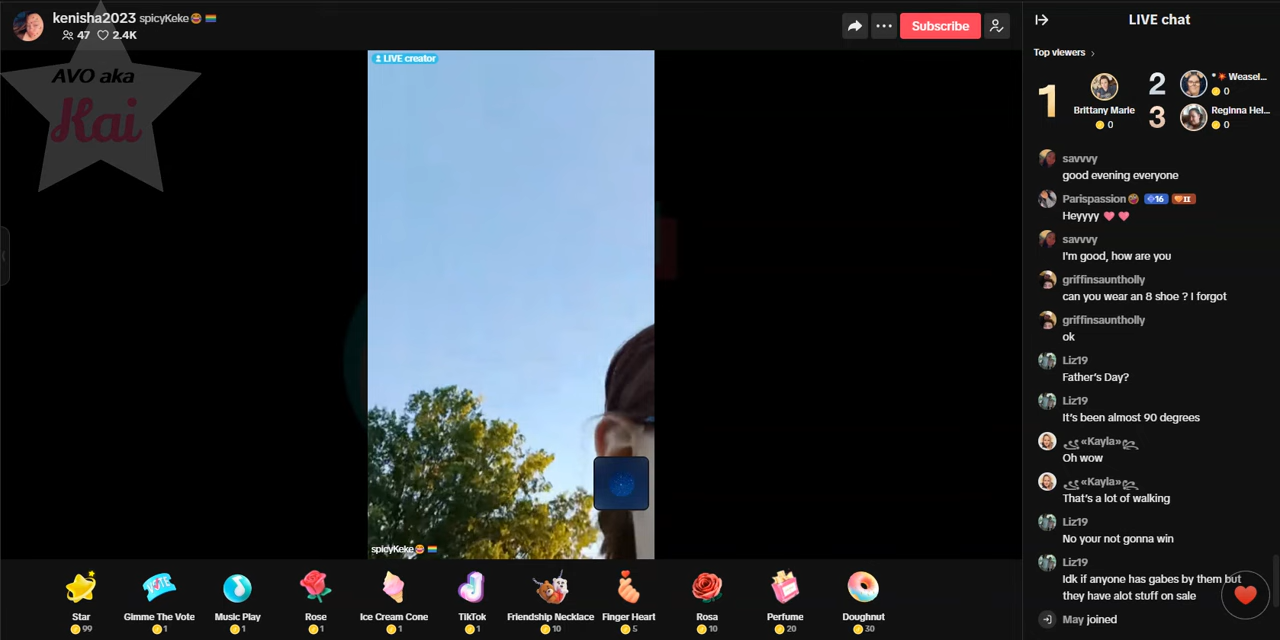 kenisha2023 spicyKeke
47 2.4K
Subscribe
LIVE chat
AVO aka
Kai
LIVE creator
Top viewers
1
Brittany Marie
0
2
Weasel...
0
3
Reginna Hel...
0
savvvy
good evening everyone
Parispassion 16 II
Heyyyy
savvvy
I'm good, how are you
griffinsauntholly
can you wear an 8 shoe ? I forgot
griffinsauntholly
ok
Liz19
Father's Day?
Liz19
It's been almost 90 degrees
«Kayla»
Oh wow
«Kayla»
That's a lot of walking
Liz19
No your not gonna win
Liz19
Idk if anyone has gabes by them but
they have alot stuff on sale
May joined
spicyKeke
Star
99
Gimme The Vote
1
Music Play
1
Rose
1
Ice Cream Cone
1
TikTok
1
Friendship Necklace
10
Finger Heart
5
Rosa
10
Perfume
20
Doughnut
30